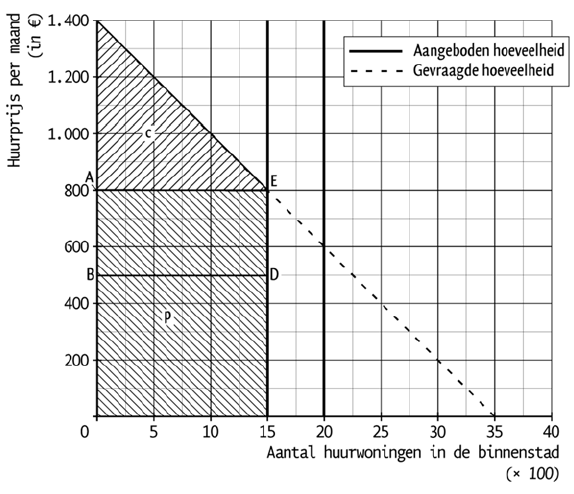 Huurprijs per maand
(in €)
1.400
1.200
1.000
800
600
400
200
0
5
10
15
20
25
30
35
40
Aangeboden hoeveelheid
Gevraagde hoeveelheid
c
A
E
B
D
p
Aantal huurwoningen in de binnenstad
(× 100)